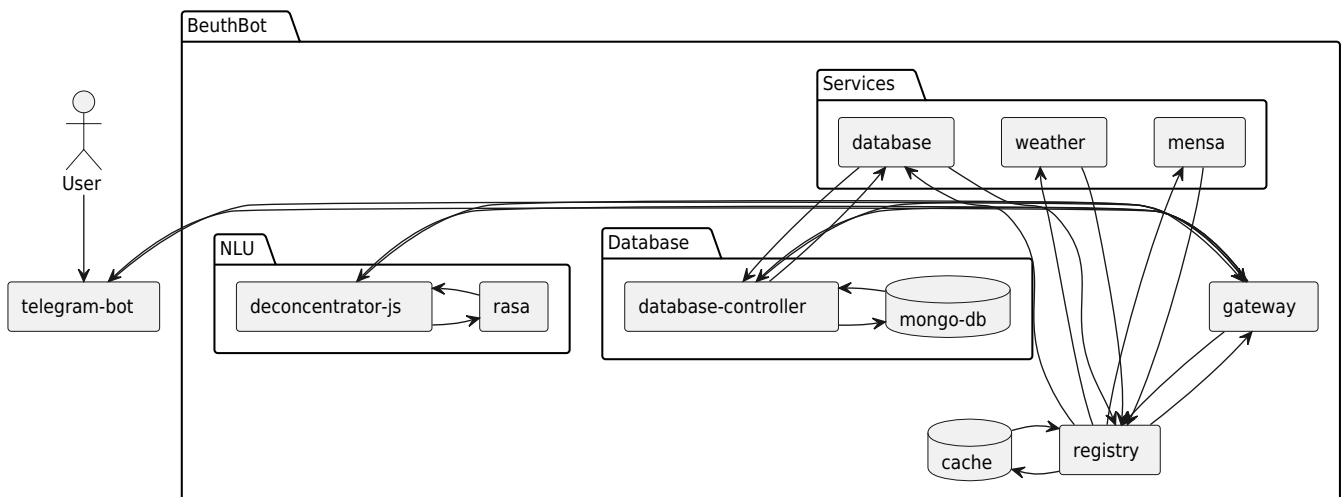 BeuthBot
Services
database
weather
mensa
User
NLU
Database
telegram-bot
deconcentrator-js
rasa
database-controller
mongo-db
gateway
cache
registry